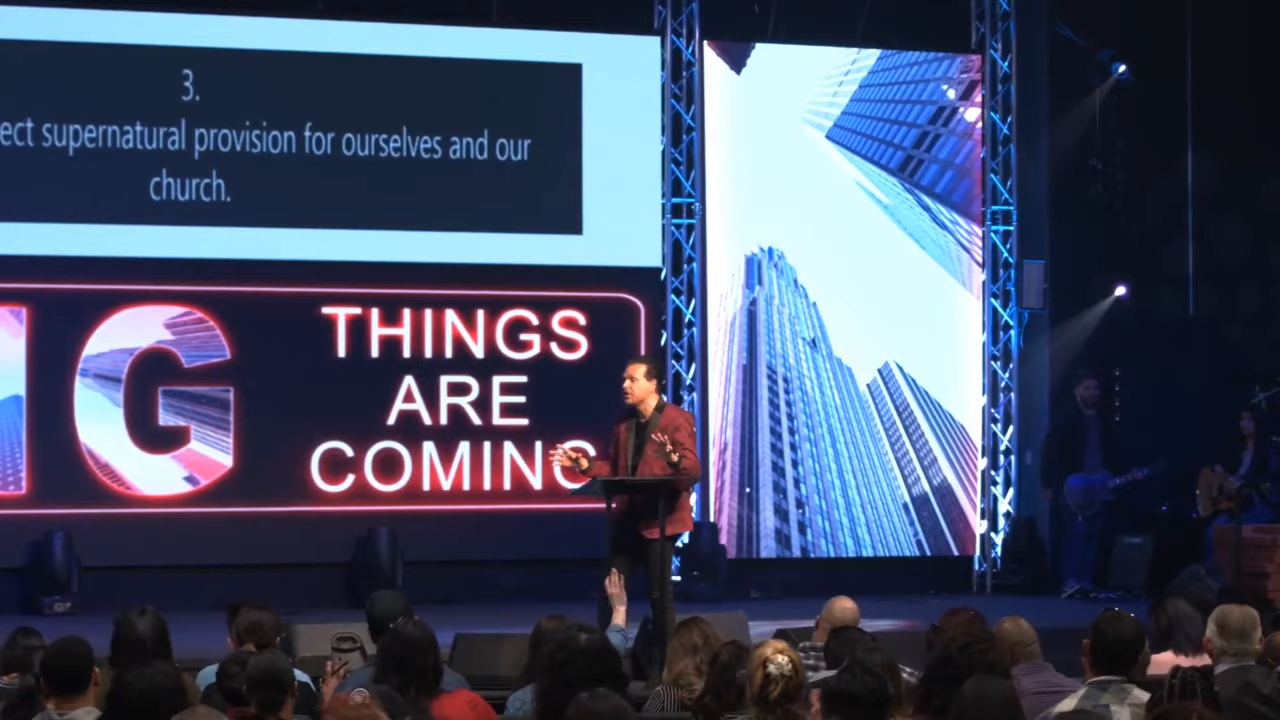 3.
ect supernatural provision for ourselves and our
church.
G
THINGS
ARE
COMING